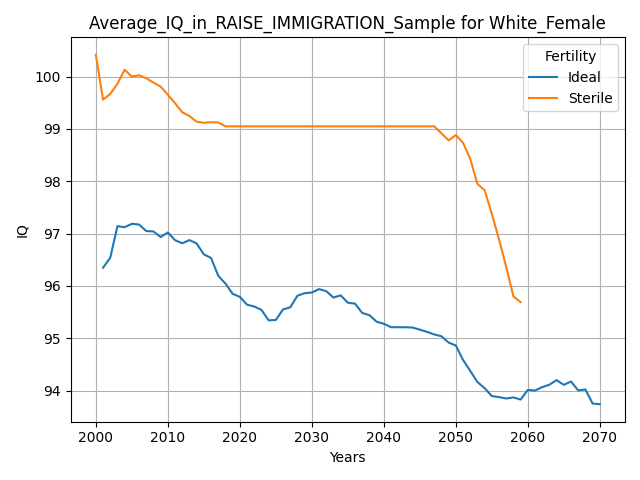 Average_IQ_in_RAISE_IMMIGRATION_Sample for White_Female
Fertility
Ideal
Sterile
IQ
100
99
98
97
96
95
94
2000 2010 2020 2030 2040 2050 2060 2070
Years